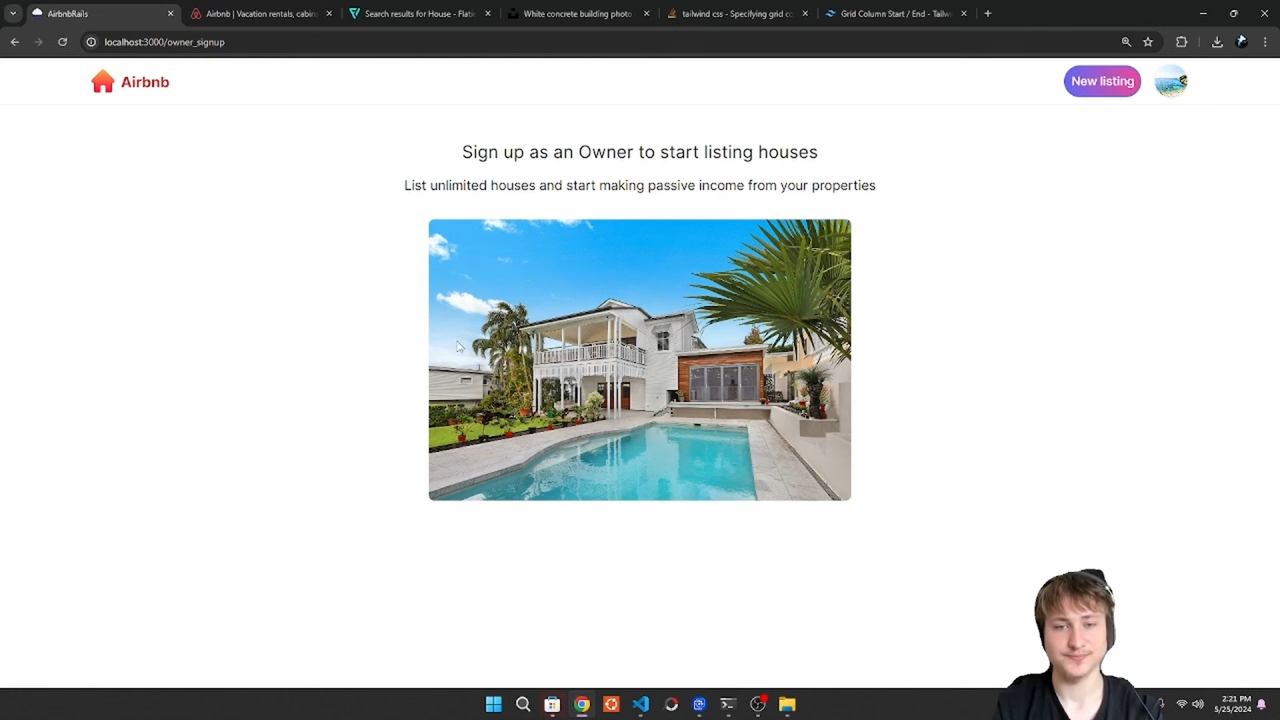 AirbnbRails
Airbnb | Vacation rentals, cabins
Search results for House - Flati
White concrete building photo
tailwind css - Specifying grid co
Grid Column Start / End - Tailw
localhost:3000/owner_signup
Airbnb
New listing
Sign up as an Owner to start listing houses
List unlimited houses and start making passive income from your properties
2:21 PM
5/25/2024